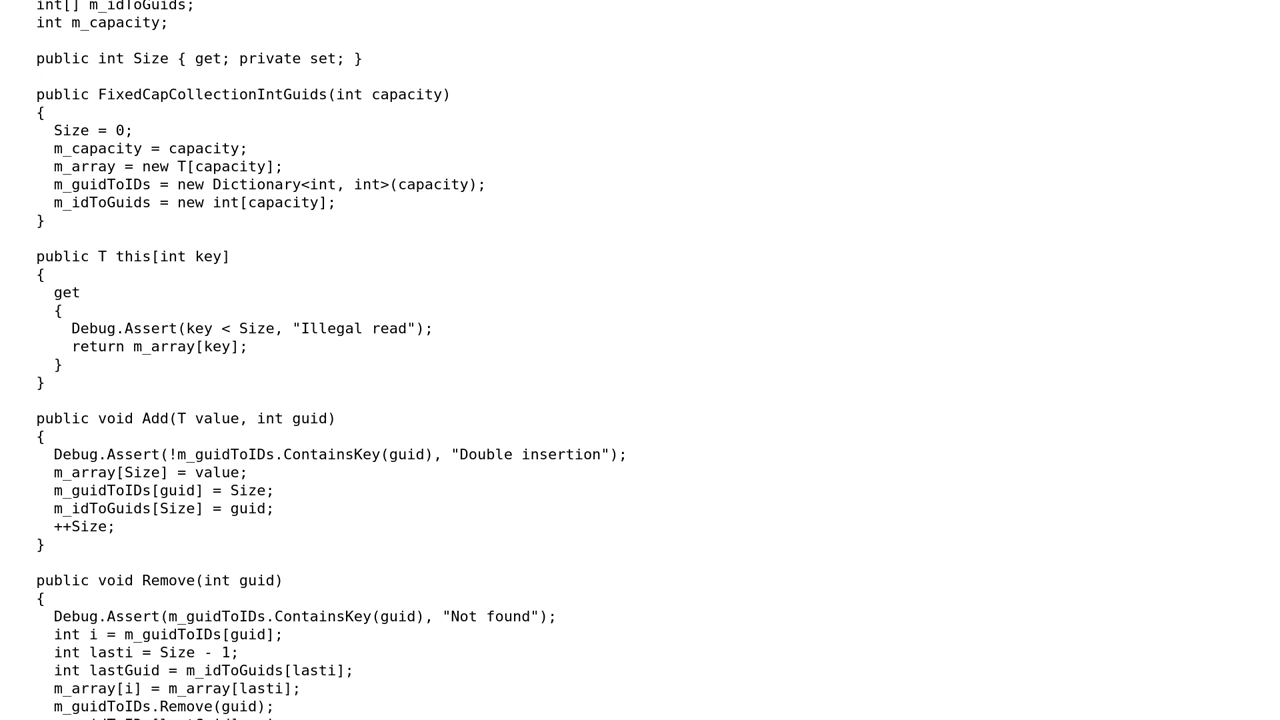 int[] m_idToGuids;
int m_capacity;
public int Size { get; private set; }
public FixedCapCollectionIntGuids(int capacity)
{
Size = 0;
m_capacity = capacity;
m_array = new T[capacity];
m_guidToIDs = new Dictionary<int, int>(capacity);
m_idToGuids = new int[capacity];
}
public T this[int key]
{
get
{
Debug.Assert(key < Size, "Illegal read");
return m_array[key];
}
}
public void Add(T value, int guid)
{
Debug.Assert(!m_guidToIDs.ContainsKey(guid), "Double insertion");
m_array[Size] = value;
m_guidToIDs[guid] = Size;
m_idToGuids[Size] = guid;
++Size;
}
public void Remove(int guid)
{
Debug.Assert(m_guidToIDs.ContainsKey(guid), "Not found");
int i = m_guidToIDs[guid];
int lasti = Size - 1;
int lastGuid = m_idToGuids[lasti];
m_array[i] = m_array[lasti];
m_guidToIDs.Remove(guid);